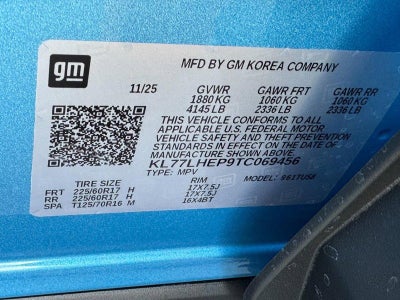 gm
MFD BY GM KOREA COMPANY
11/25 GVWR GAWR FRT GAWR RR
1880 KG 1060 KG 1060 KG
4145 LB 2336 LB 2336 LB
THIS VEHICLE CONFORMS TO ALL
APPLICABLE U.S. FEDERAL MOTOR
VEHICLE SAFETY AND THEFT PREVENTION
STANDARDS IN EFFECT ON THE DATE OF
MANUFACTURE SHOWN ABOVE.
KL77LHEP9TC069456
TYPE: MPV MODEL: 9617U58
TIRE SIZE RIM
FRT 225/60R17 H 17X7.5J
RR 225/60R17 H 17X7.5J
SPA T125/70R16 M 16X4BT